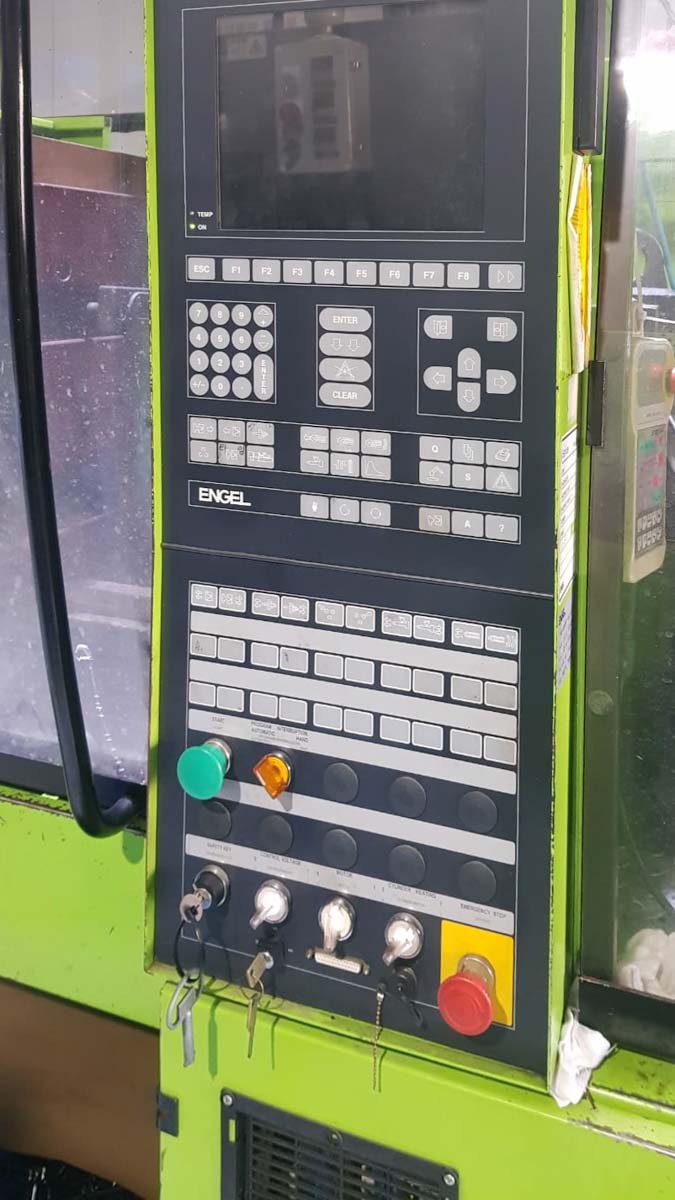 TEMP
ON
ESC F1 F2 F3 F4 F5 F6 F7 F8
7 8 9
4 5 6
1 2 3
+/- 0 .
ENTER
ENTER
CLEAR
Q
S
ENGEL
A ?
START
PROGRAM INTERRUPTION
AUTOMATIC HAND
SAFETY KEY
CONTROL VOLTAGE
MOTOR
CYLINDER HEATING
EMERGENCY STOP